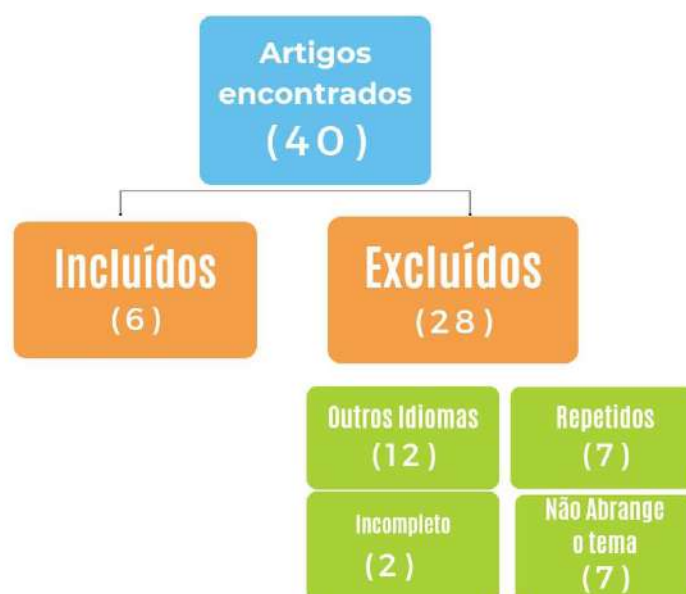 Artigos
encontrados
(40)
Incluídos
(6)
Excluídos
(28)
Outros Idiomas
(12)
Repetidos
(7)
Incompleto
(2)
Não Abrange
o tema
(7)